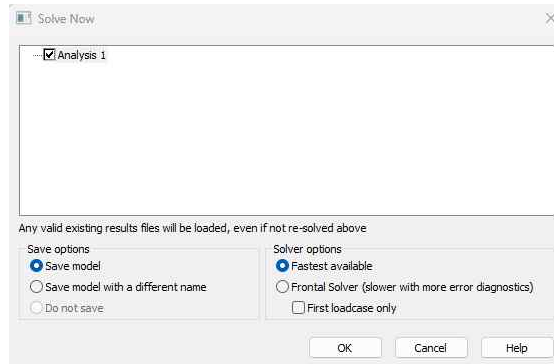 Solve Now
Analysis 1
Any valid existing results files will be loaded, even if not re-solved above
Save options
Save model
Save model with a different name
Do not save
Solver options
Fastest available
Frontal Solver (slower with more error diagnostics)
First loadcase only
OK
Cancel
Help